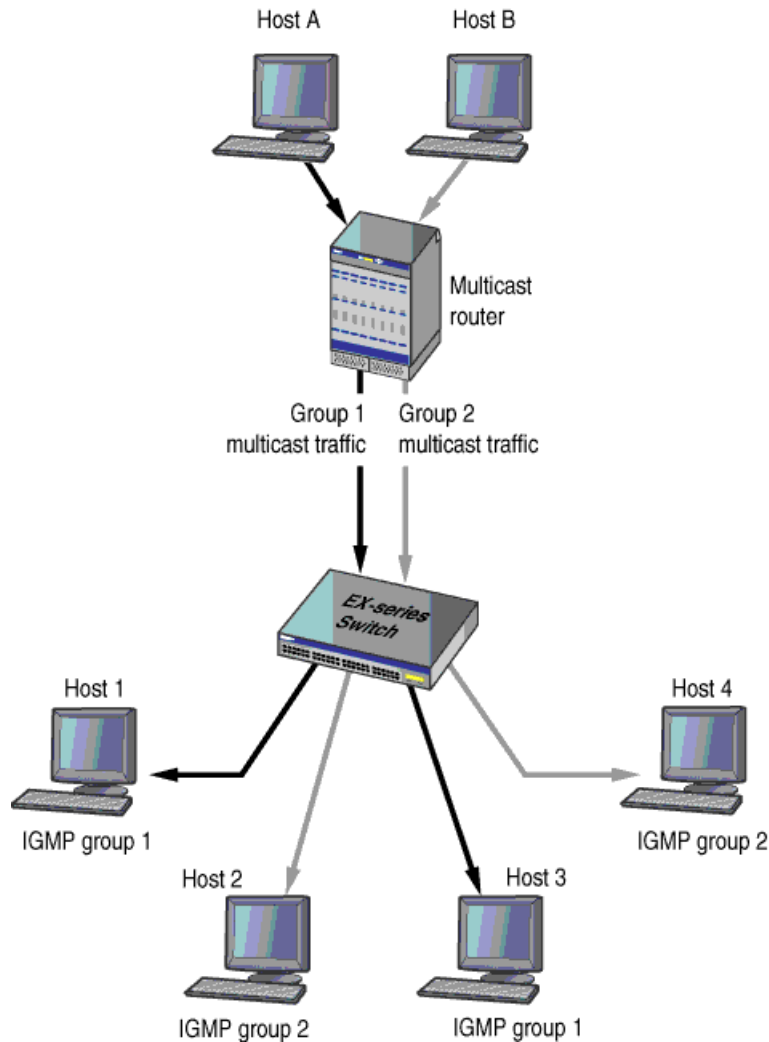 Host A
Host B
Multicast
router
Group 1
multicast traffic
Group 2
multicast traffic
EX-series
Switch
Host 1
IGMP group 1
Host 4
IGMP group 2
Host 2
IGMP group 2
Host 3
IGMP group 1